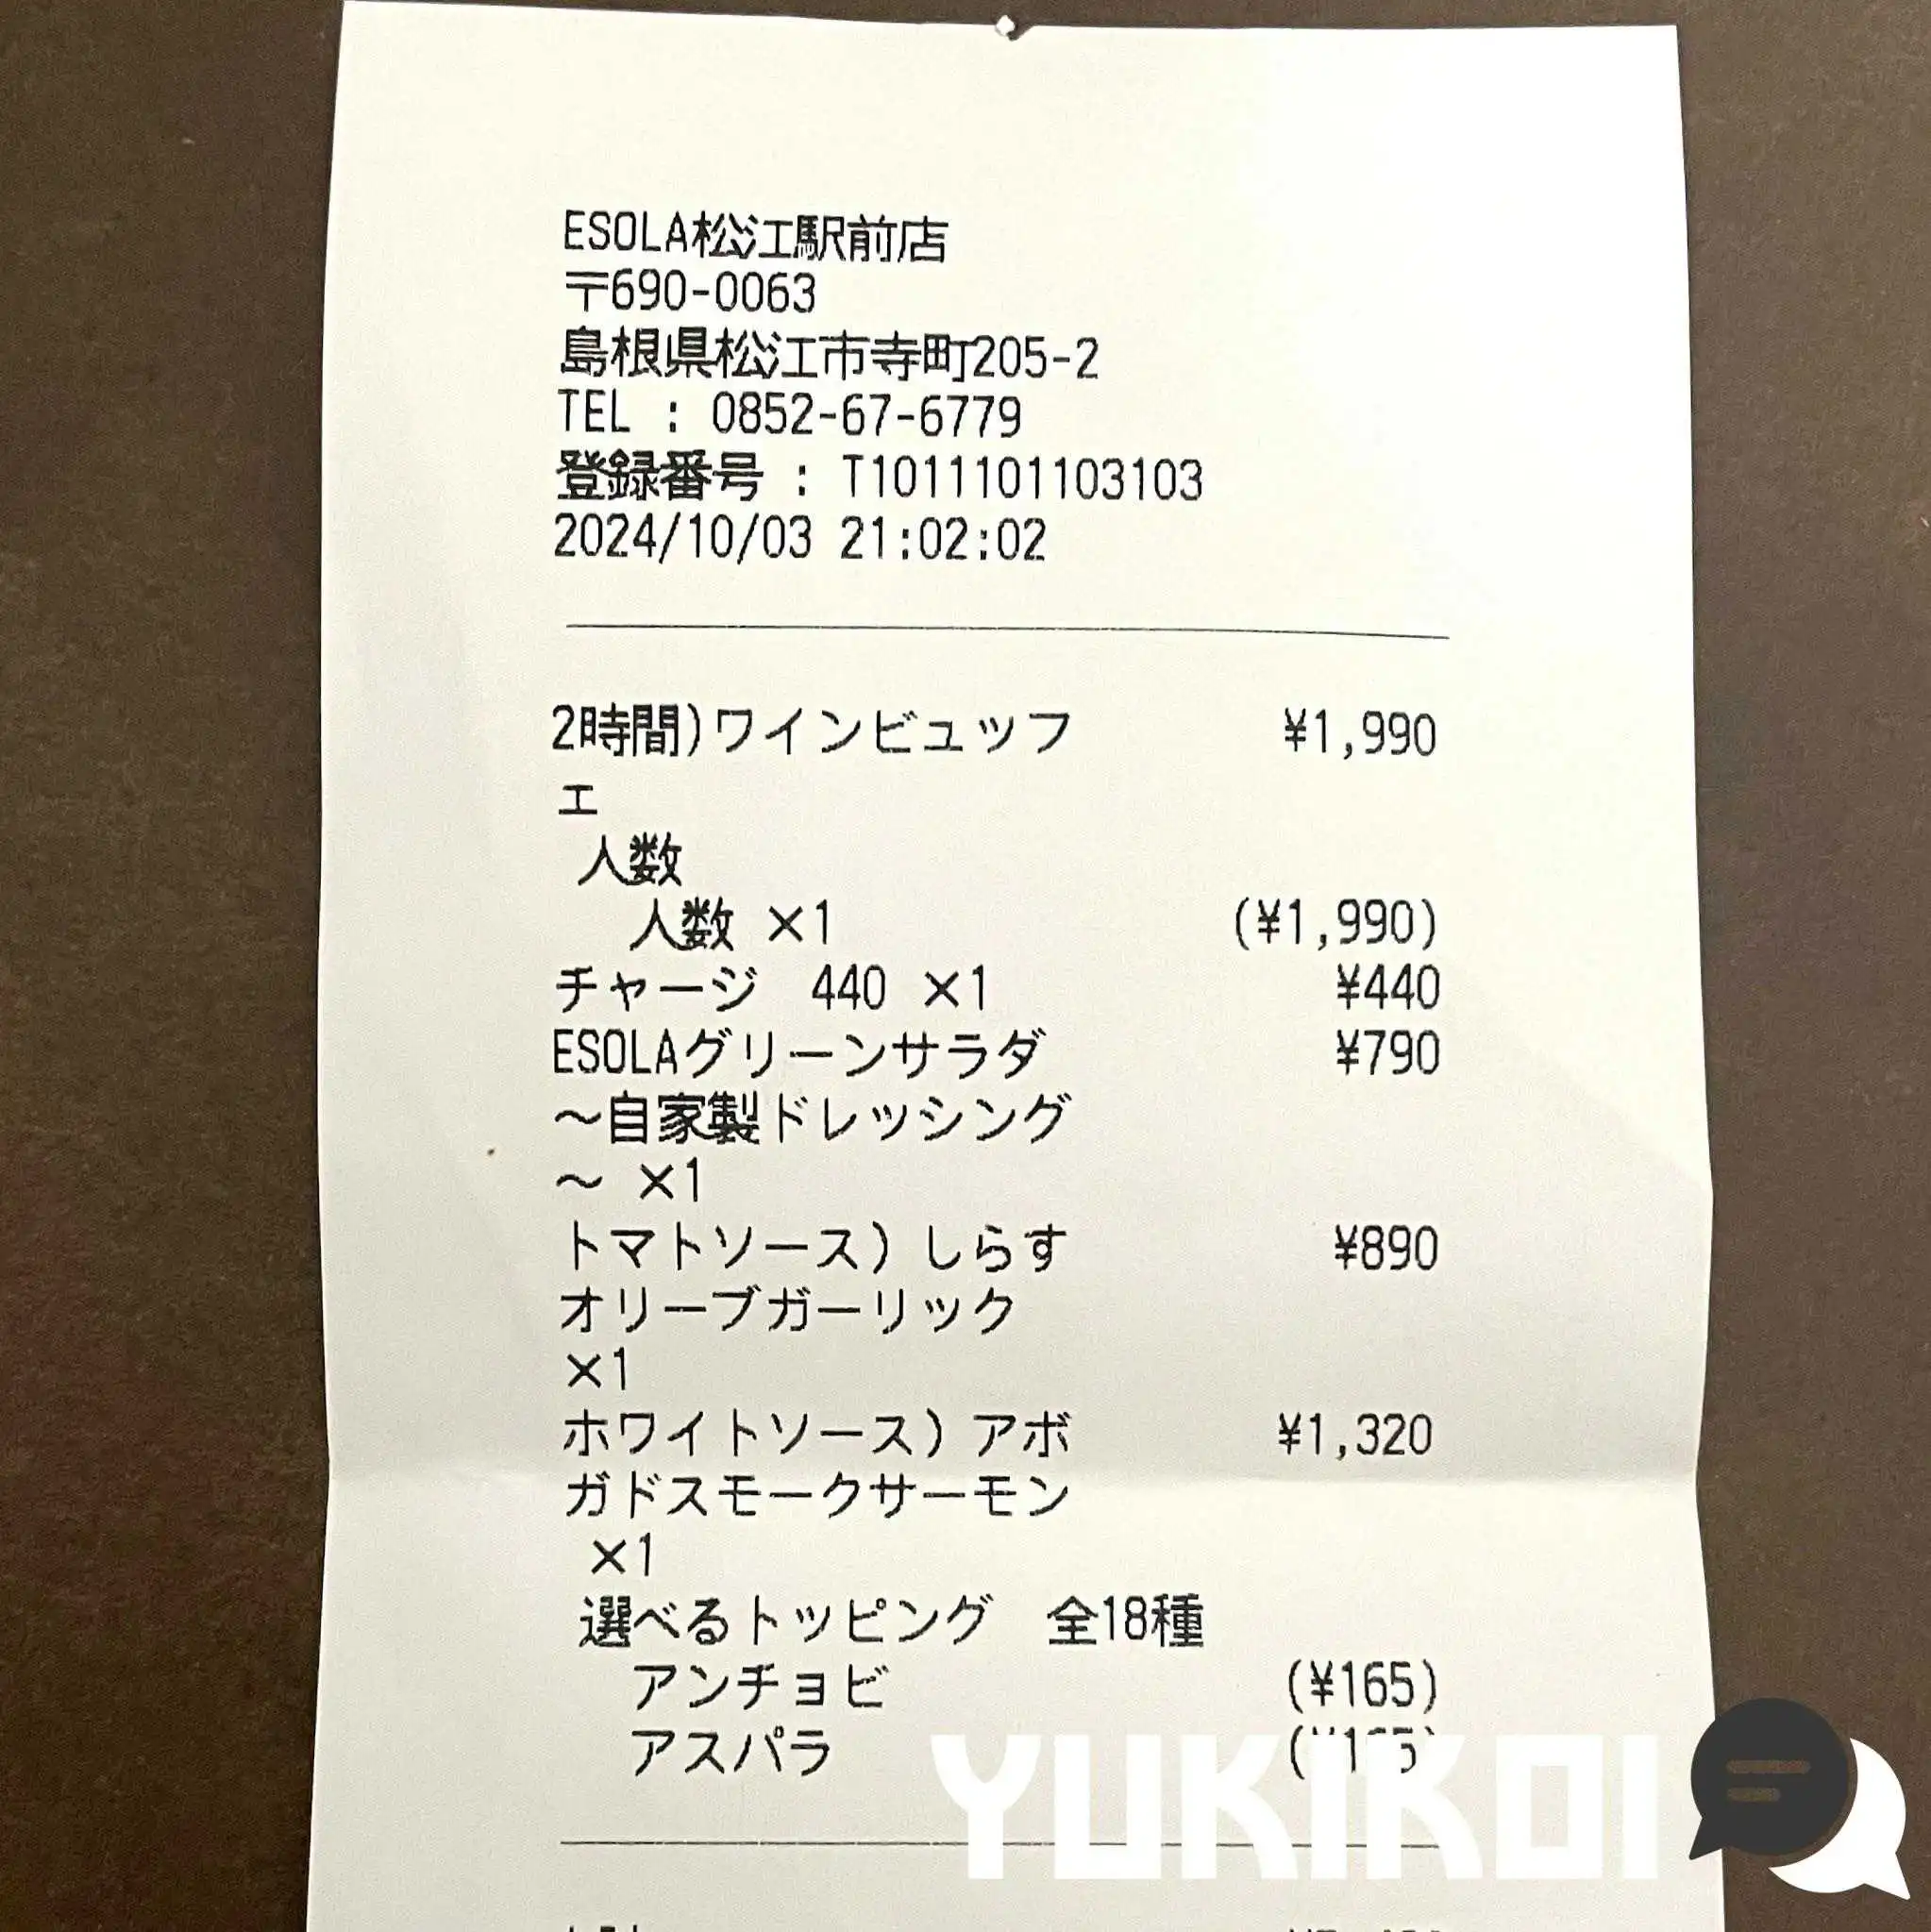 ESOLA松江駅前店
〒690-0063
島根県松江市寺町205-2
TEL : 0852-67-6779
登録番号 : T1011101103103
2024/10/03 21:02:02
2時間)ワインビュッフ ¥1,990
ェ
人数
人数 ×1 (¥1,990)
チャージ 440 ×1 ¥440
ESOLAグリーンサラダ ¥790
～自家製ドレッシング
～ ×1
トマトソース) しらす ¥890
オリーブガーリック
×1
ホワイトソース) アボ ¥1,320
ガドスモークサーモン
×1
選べるトッピング 全18種
アンチョビ (¥165)
アスパラ
YUKIKOI